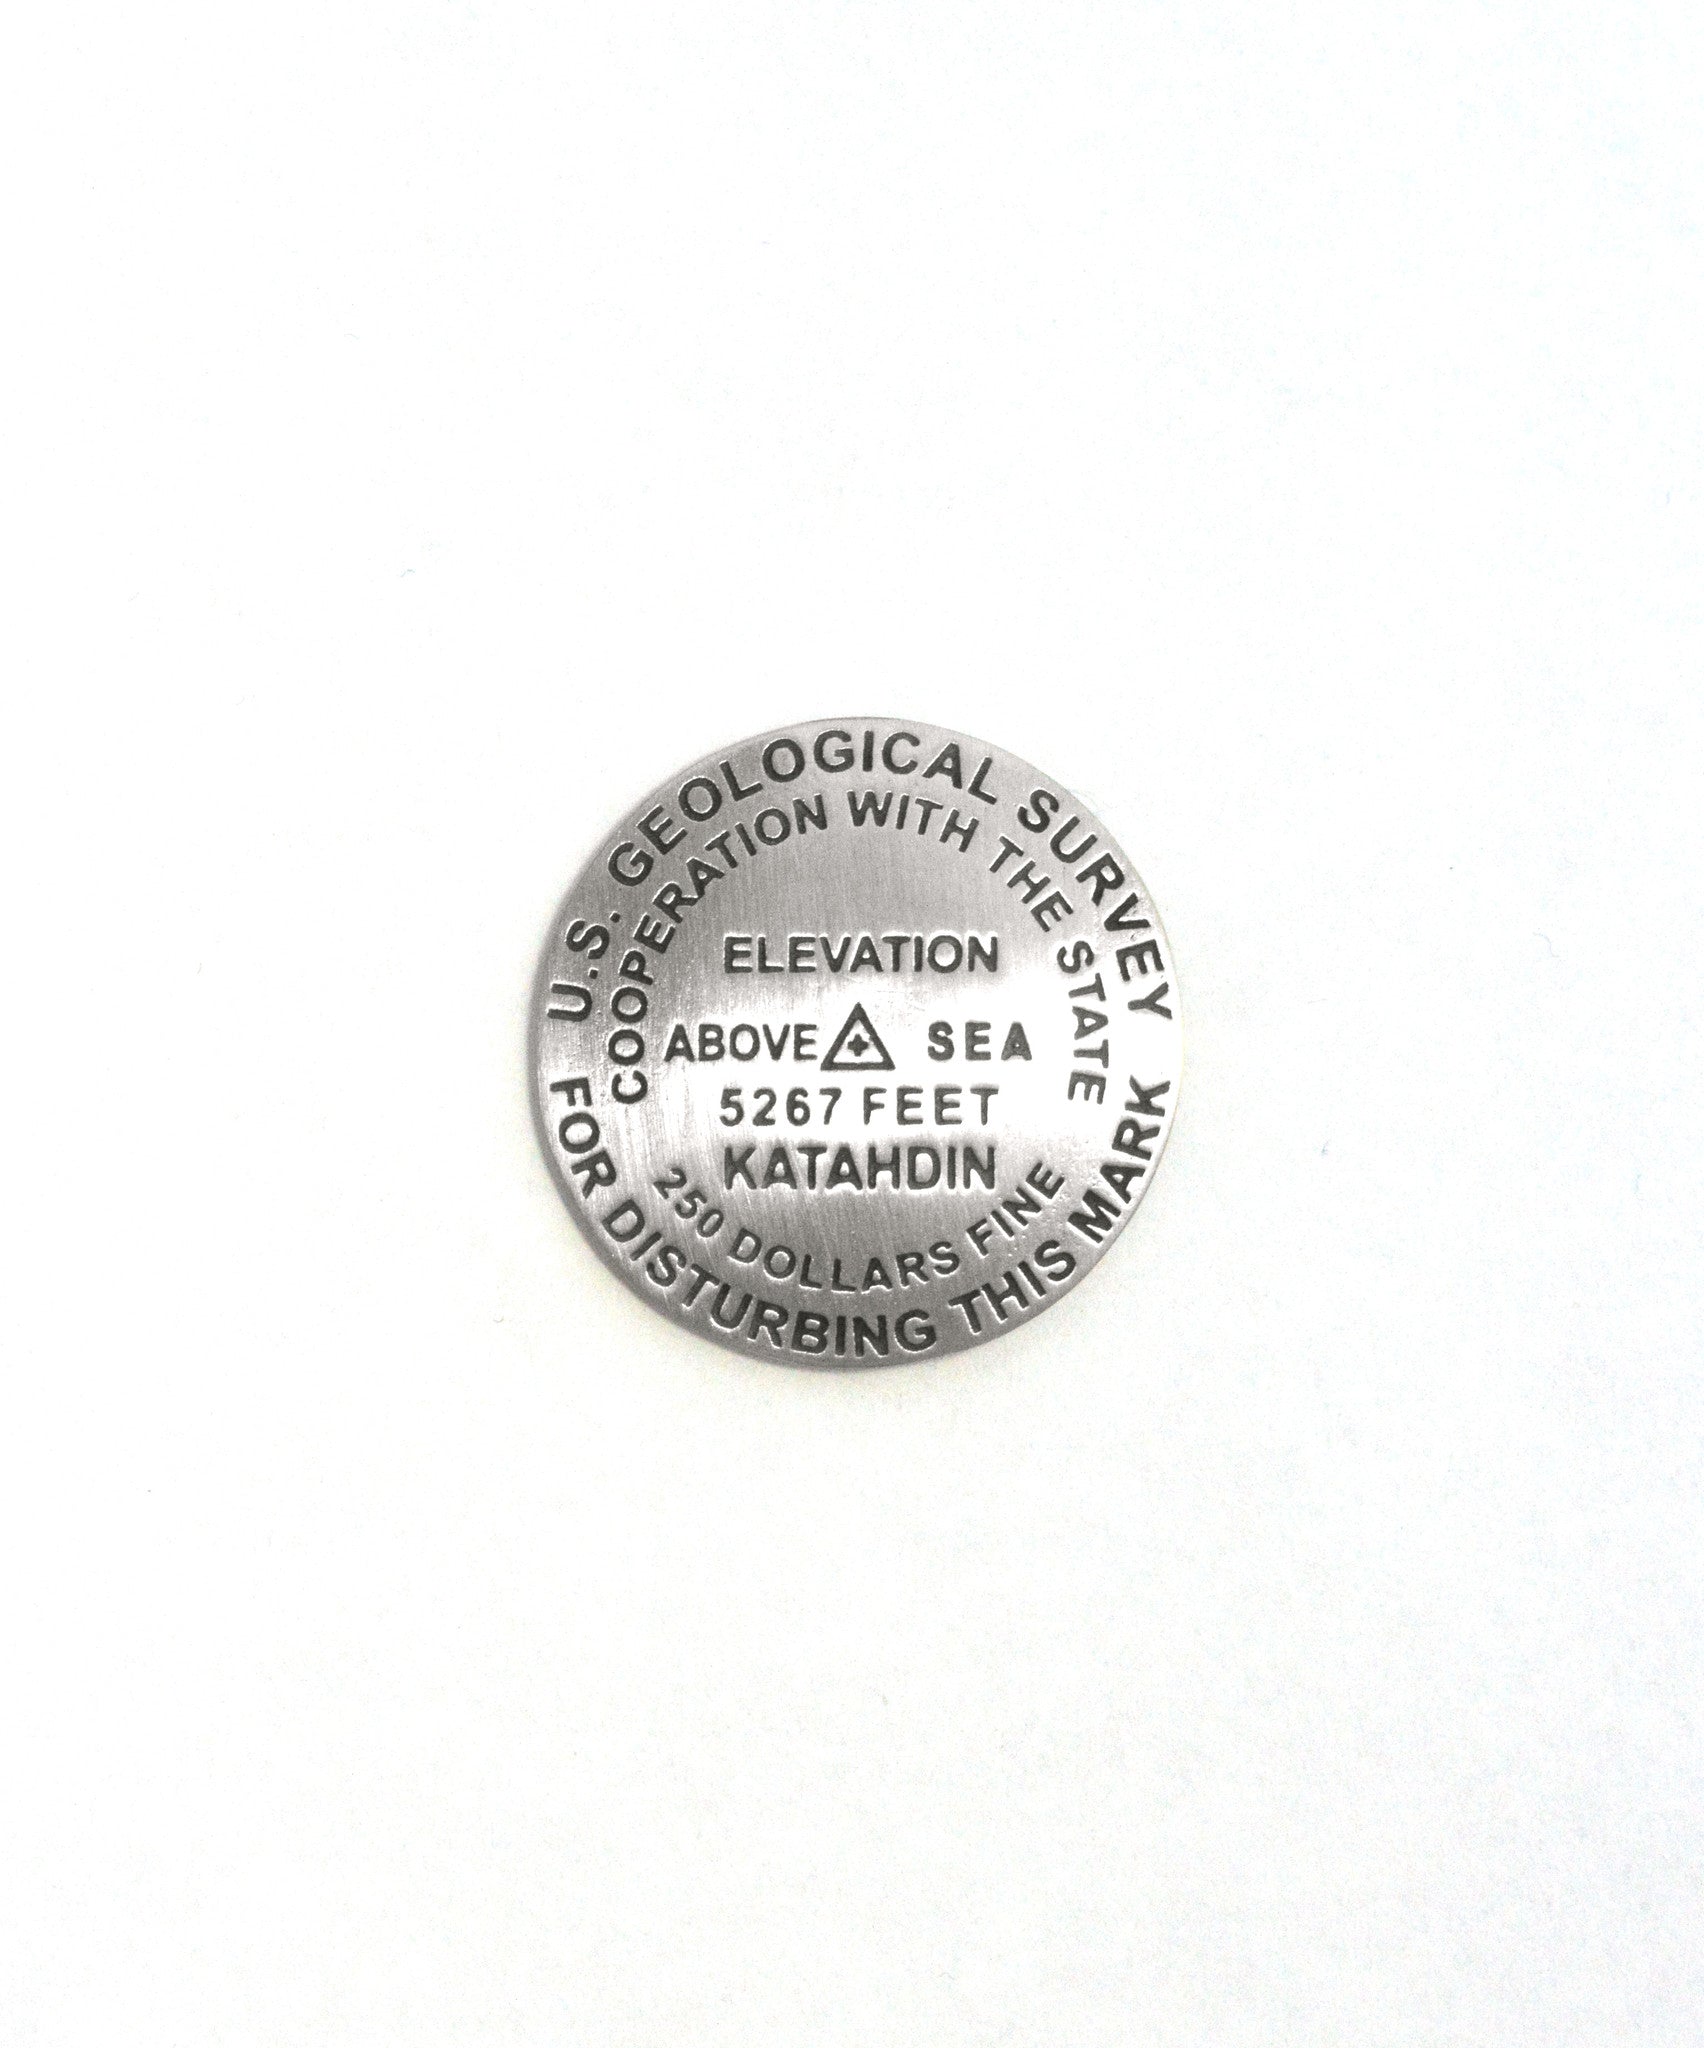 U.S. GEOLOGICAL SURVEY
COOPERATION WITH THE STATE
ELEVATION
ABOVE SEA
5267 FEET
KATAHDIN
250 DOLLARS FINE
FOR DISTURBING THIS MARK